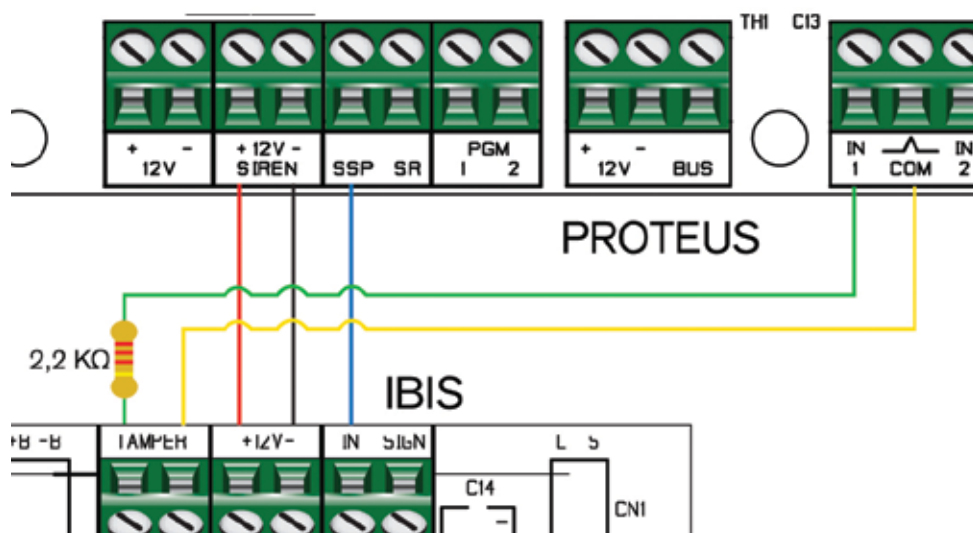 TH1 C13
+ - + 12V - PGM + - IN COM IN
12V SIREN SSP SR 1 2 12V BUS 1 2
PROTEUS
2,2 KΩ
IBIS
+B -B TAMPER +12V- IN SIGN L S
C14
CN1
-